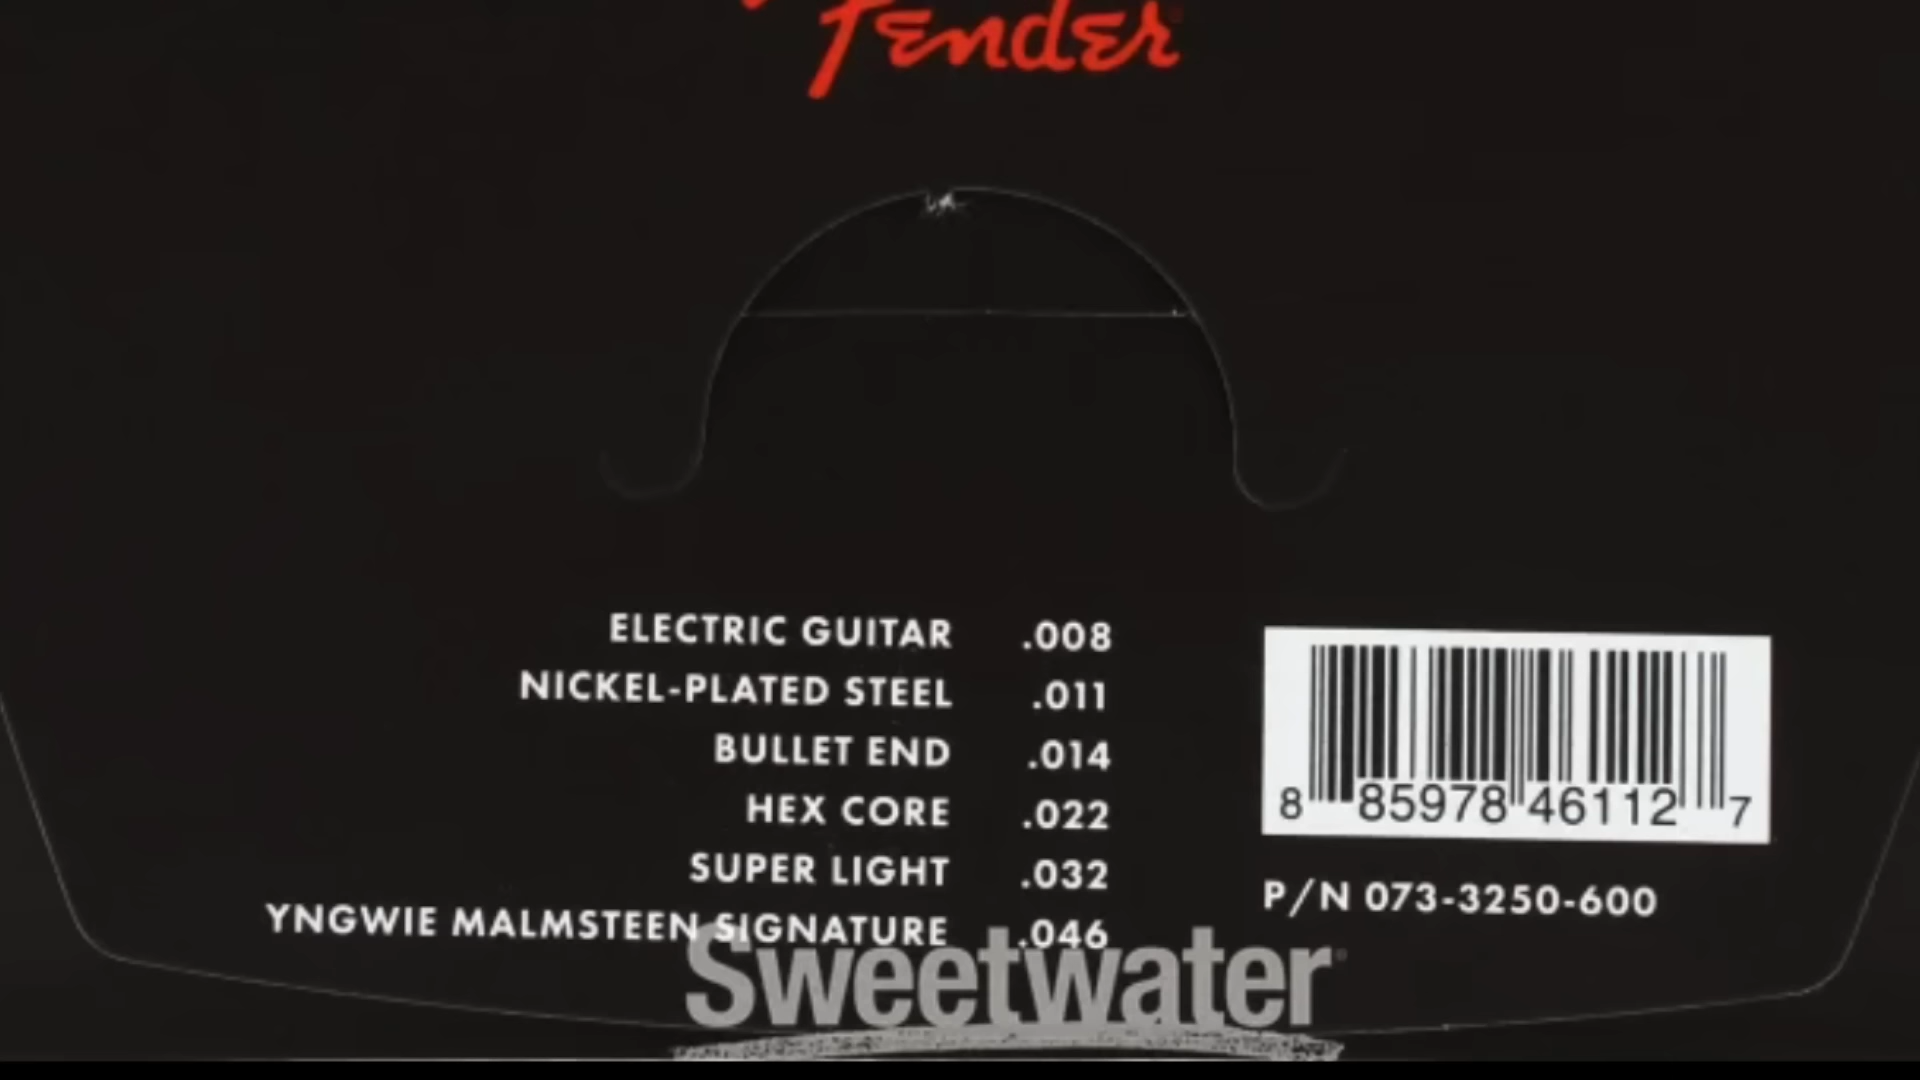 Fender
ELECTRIC GUITAR .008
NICKEL-PLATED STEEL .011
BULLET END .014
HEX CORE .022
SUPER LIGHT .032
YNGWIE MALMSTEEN SIGNATURE .046
8 85978 46112 7
P/N 073-3250-600
Sweetwater